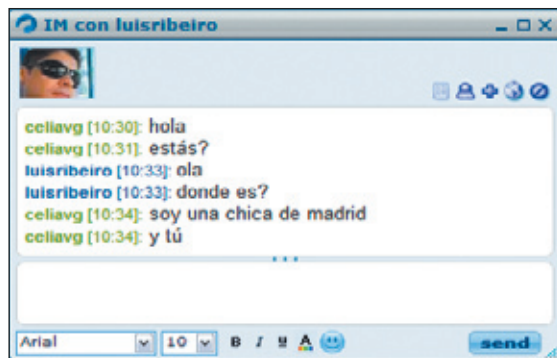 IM con luisribeiro
celiavg [10:30]: hola
celiavg [10:31]: estás?
luisribeiro [10:33]: ola
luisribeiro [10:33]: donde es?
celiavg [10:34]: soy una chica de madrid
celiavg [10:34]: y tú
Arial 10 B I U A send